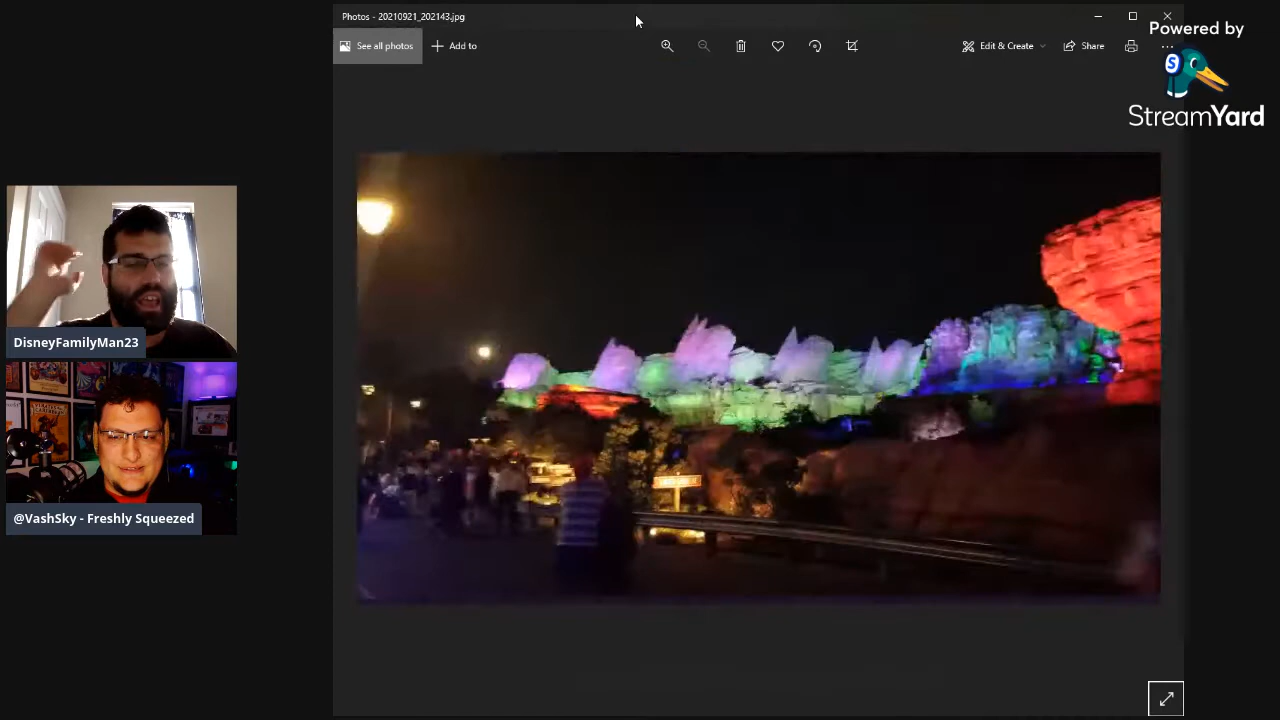 Photos - 20210921_202143.jpg
See all photos
Add to
Edit & Create
Share
Powered by
StreamYard
DisneyFamilyMan23
@VashSky - Freshly Squeezed